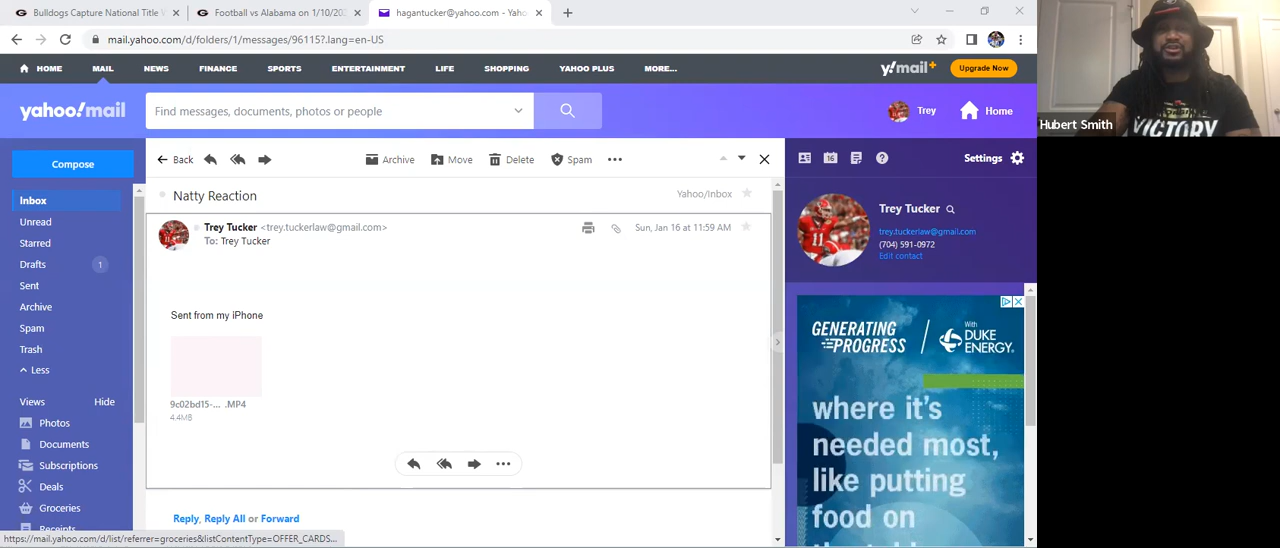 Bulldogs Capture National Title W
Football vs Alabama on 1/10/202
hagantucker@yahoo.com - Yaho
mail.yahoo.com/d/folders/1/messages/96115?.lang=en-US
HOME MAIL NEWS FINANCE SPORTS ENTERTAINMENT LIFE SHOPPING YAHOO PLUS MORE... y!mail+ Upgrade Now
yahoo!mail Find messages, documents, photos or people Trey Home
Hubert Smith
VICTORY
Compose
Back Archive Move Delete Spam
16 Settings
Inbox
Unread
Starred
Drafts 1
Sent
Archive
Spam
Trash
Less
Views Hide
Photos
Documents
Subscriptions
Deals
Groceries
Receipts
Natty Reaction Yahoo/Inbox
Trey Tucker <trey.tuckerlaw@gmail.com> Sun, Jan 16 at 11:59 AM
To: Trey Tucker
Sent from my iPhone
9c02bd15-... .MP4
4.4MB
Reply, Reply All or Forward
https://mail.yahoo.com/d/list/referrer=groceries&listContentType=OFFER_CARDS...
Trey Tucker
trey.tuckerlaw@gmail.com
(704) 591-0972
Edit contact
11
GENERATING
PROGRESS
With
DUKE
ENERGY
where it's
needed most,
like putting
food on